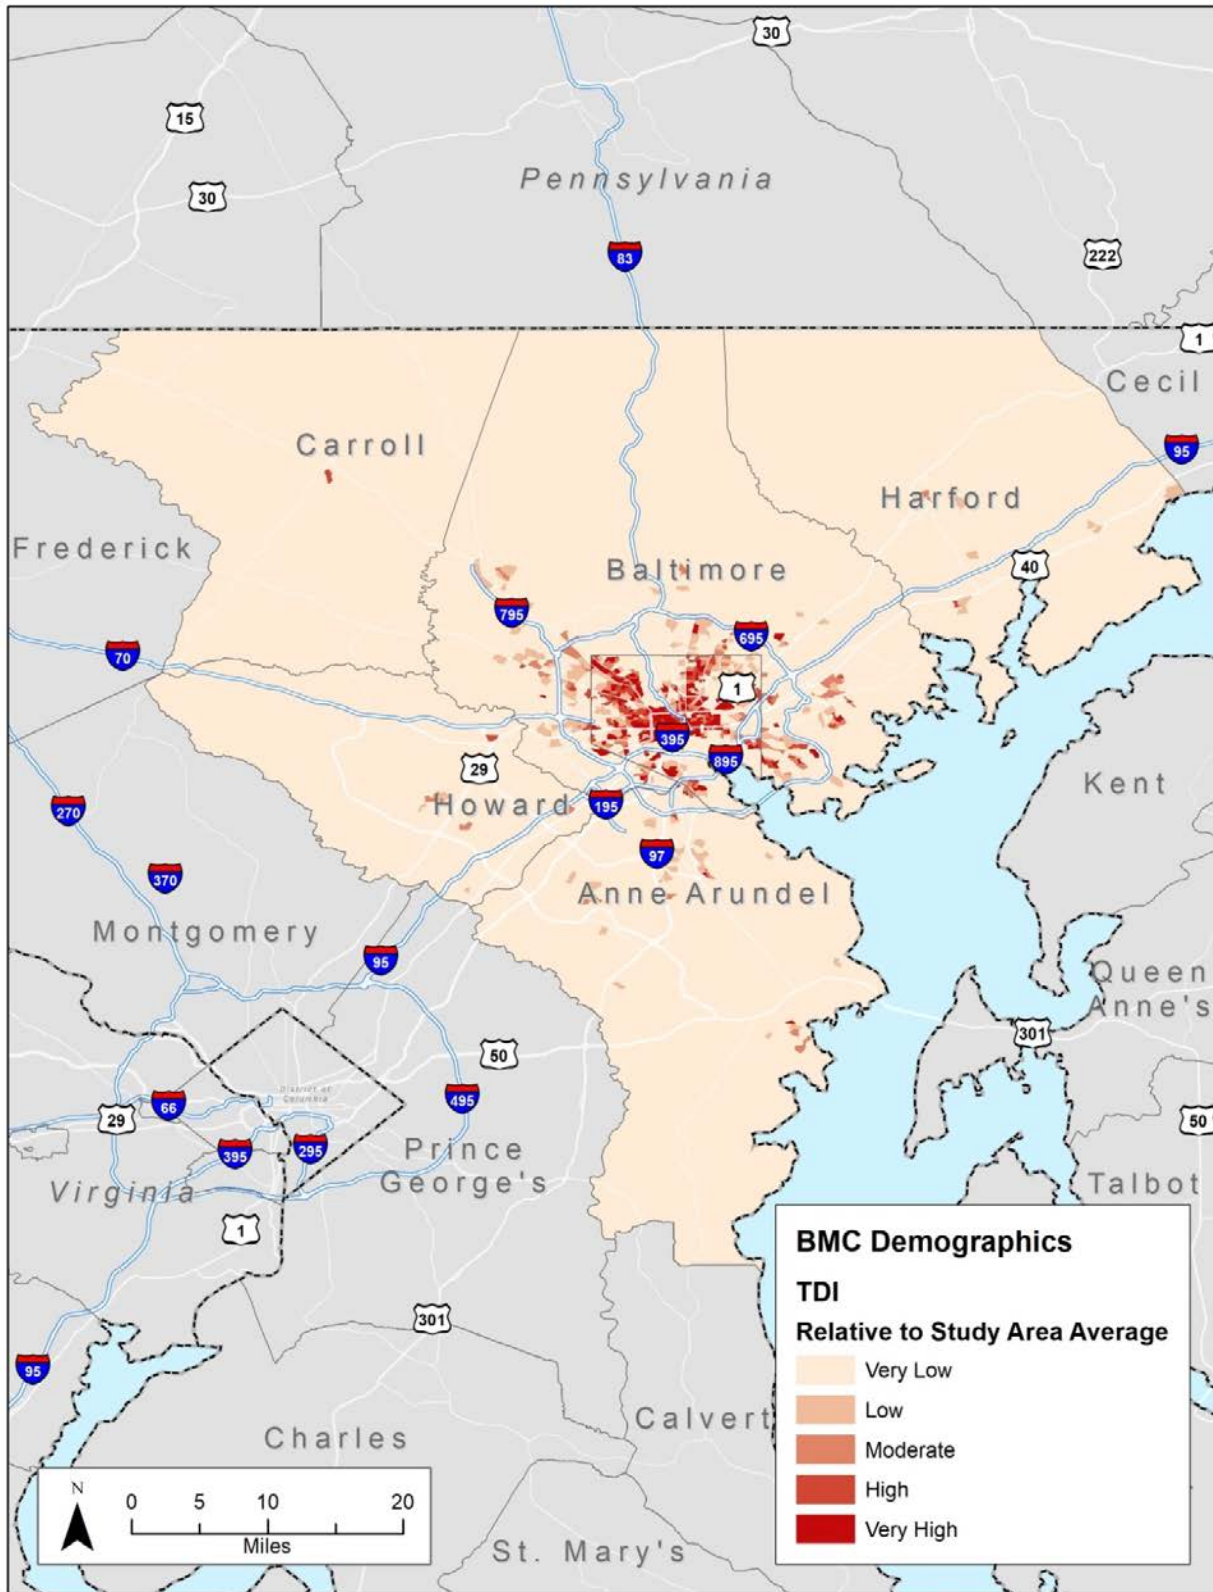 30
15
Pennsylvania
30
83
222
1
Cecil
Carroll
95
Harford
Frederick
40
Baltimore
795
695
70
1
395
29
895
Kent
Howard
195
270
97
370
Anne Arundel
Montgomery
95
Queen
Anne's
301
50
District of
Columbia
66
495
29
50
395
295
Prince
George's
Virginia
Talbot
1
BMC Demographics
TDI
301
Relative to Study Area Average
95
Very Low
Low
Calvert
Charles
Moderate
High
Very High
N
0 5 10 20
Miles
St. Mary's